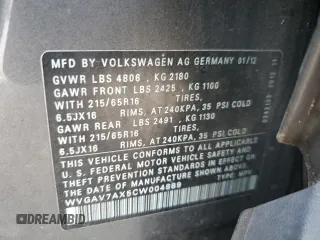 MFD BY VOLKSWAGEN AG GERMANY 01/12
GVWR LBS 4806 , KG 2180
GAWR FRONT LBS 2425 , KG 1100
WITH 215/65R16 TIRES,
6.5JX16 RIMS, AT 240KPA, 35 PSI COLD
GAWR REAR LBS 2491 , KG 1130
WITH 215/65R16 TIRES,
6.5JX16 RIMS, AT 240KPA, 35 PSI COLD
THIS VEHICLE CONFORMS TO ALL APPLICABLE
U.S. FEDERAL MOTOR VEHICLE SAFETY
STANDARDS IN EFFECT ON THE DATE OF
MANUFACTURE SHOWN ABOVE.
TYPE: MPV
DREAMBID